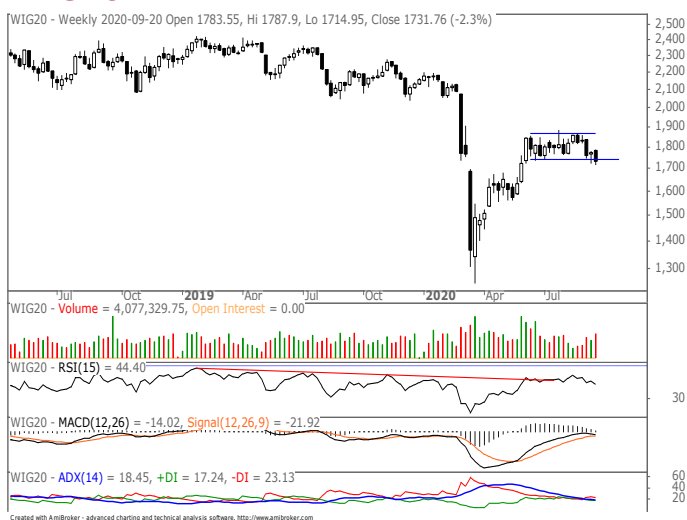 WIG20 - Weekly 2020-09-20 Open 1783.55, Hi 1787.9, Lo 1714.95, Close 1731.76 (-2.3%)
2,500
2,400
2,300
2,200
2,100
2,000
1,900
1,800
1,700
1,600
1,500
1,400
1,300
Jul Oct 2019 Apr Jul Oct 2020 Apr Jul
WIG20 - Volume = 4,077,329.75, Open Interest = 0.00
WIG20 - RSI(15) = 44.40
30
WIG20 - MACD(12,26) = -14.02, Signal(12,26,9) = -21.92
WIG20 - ADX(14) = 18.45, +DI = 17.24, -DI = 23.13
60
40
20
Created with AmiBroker - advanced charting and technical analysis software. http://www.amibroker.com